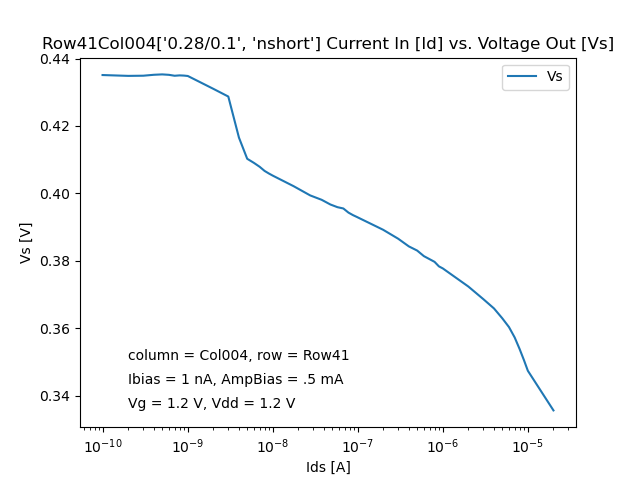 Row41Col004['0.28/0.1', 'nshort'] Current In [Id] vs. Voltage Out [Vs]
Vs
0.44
0.42
0.40
0.38
0.36
0.34
Vs [V]
column = Col004, row = Row41
Ibias = 1 nA, AmpBias = .5 mA
Vg = 1.2 V, Vdd = 1.2 V
10⁻¹⁰ 10⁻⁹ 10⁻⁸ 10⁻⁷ 10⁻⁶ 10⁻⁵
Ids [A]